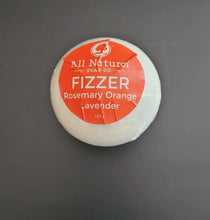 All Natural
SOAP CO.
FIZZER
Rosemary Orange
Lavender